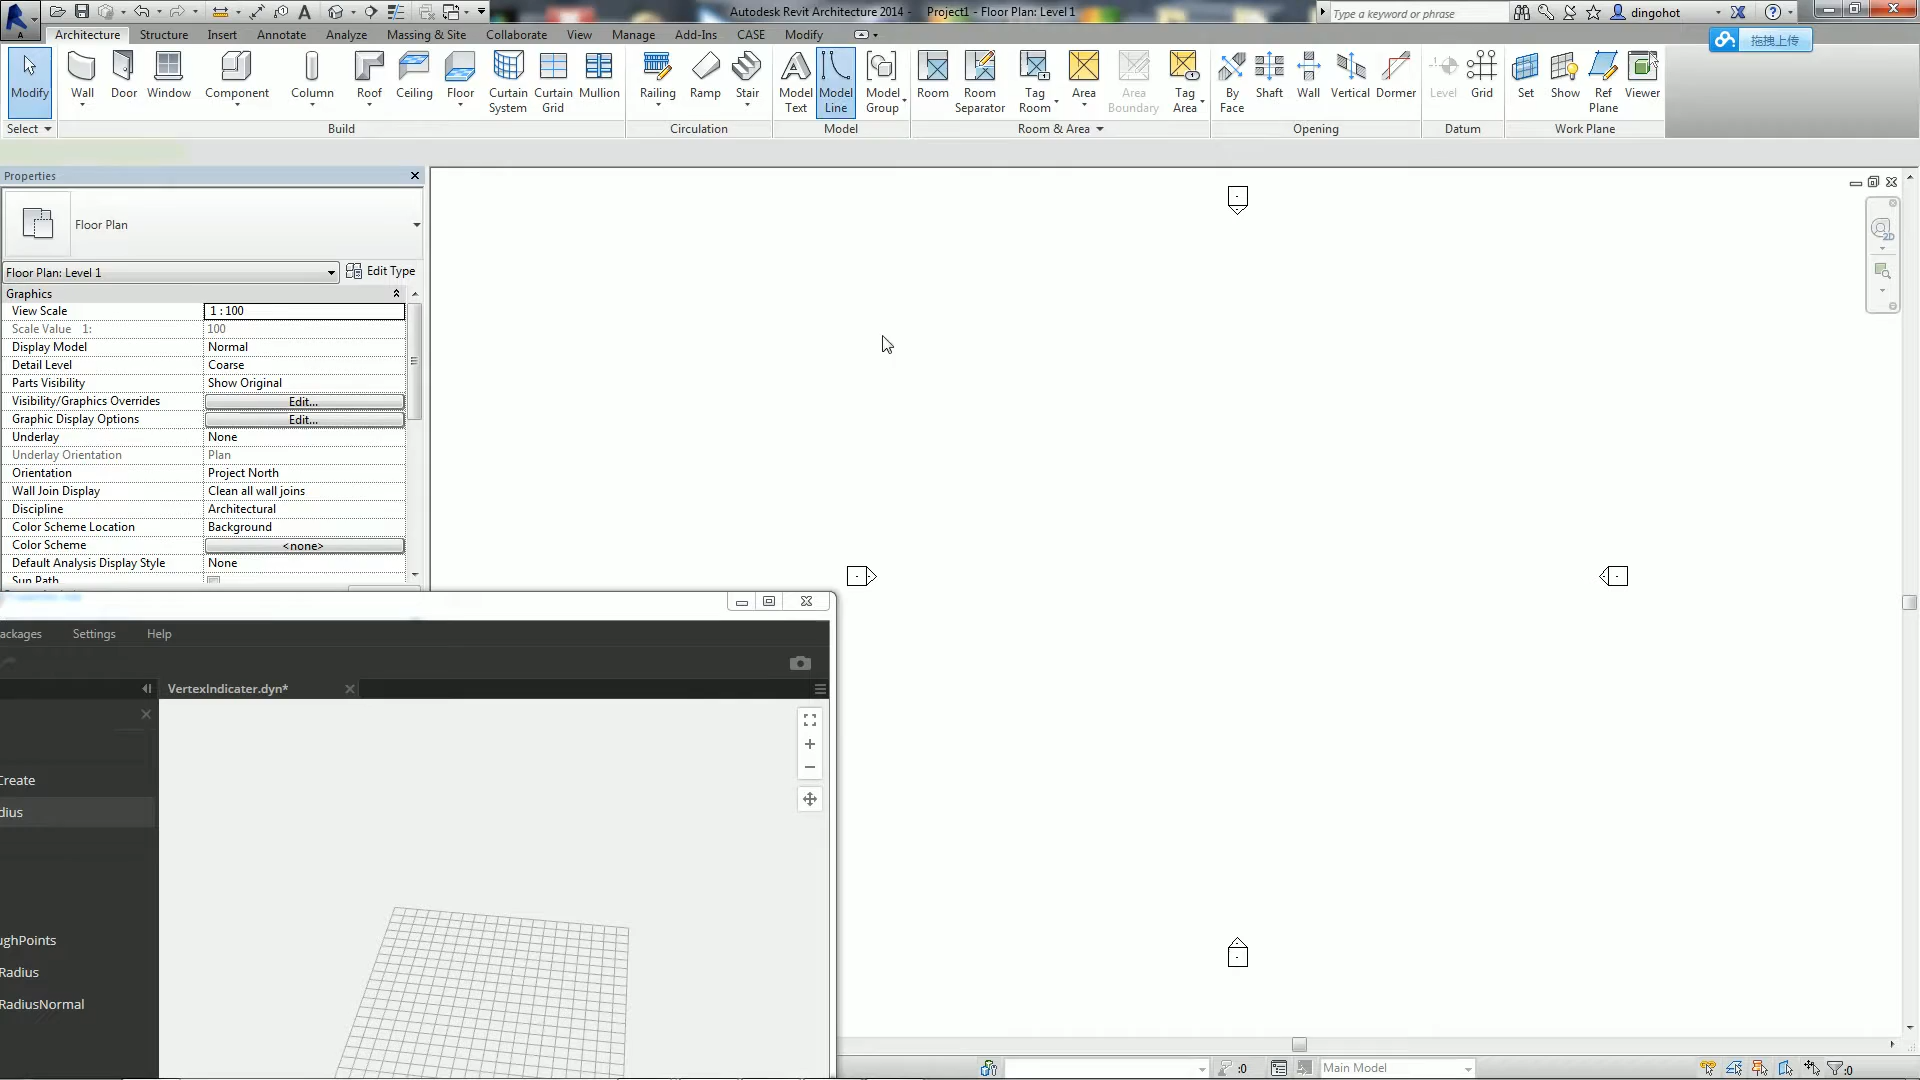 Autodesk Revit Architecture 2014 - Project1 - Floor Plan: Level 1
Type a keyword or phrase
dingohot
Architecture Structure Insert Annotate Analyze Massing & Site Collaborate View Manage Add-Ins CASE Modify
拖拽上传
Modify Wall Door Window Component Column Roof Ceiling Floor Curtain System Curtain Grid Mullion Railing Ramp Stair Model Text Model Line Model Group Room Room Separator Tag Room Area Area Boundary Tag Area By Face Shaft Wall Vertical Dormer Level Grid Set Show Ref Plane Viewer
Select Build Circulation Model Room & Area Opening Datum Work Plane
Properties
Floor Plan
Floor Plan: Level 1 Edit Type
Graphics
View Scale 1 : 100
Scale Value 1: 100
Display Model Normal
Detail Level Coarse
Parts Visibility Show Original
Visibility/Graphics Overrides Edit...
Graphic Display Options Edit...
Underlay None
Underlay Orientation Plan
Orientation Project North
Wall Join Display Clean all wall joins
Discipline Architectural
Color Scheme Location Background
Color Scheme <none>
Default Analysis Display Style None
Sun Path
ackages Settings Help
VertexIndicater.dyn*
Create
dius
ughPoints
Radius
RadiusNormal
2D
:0
Main Model
:0